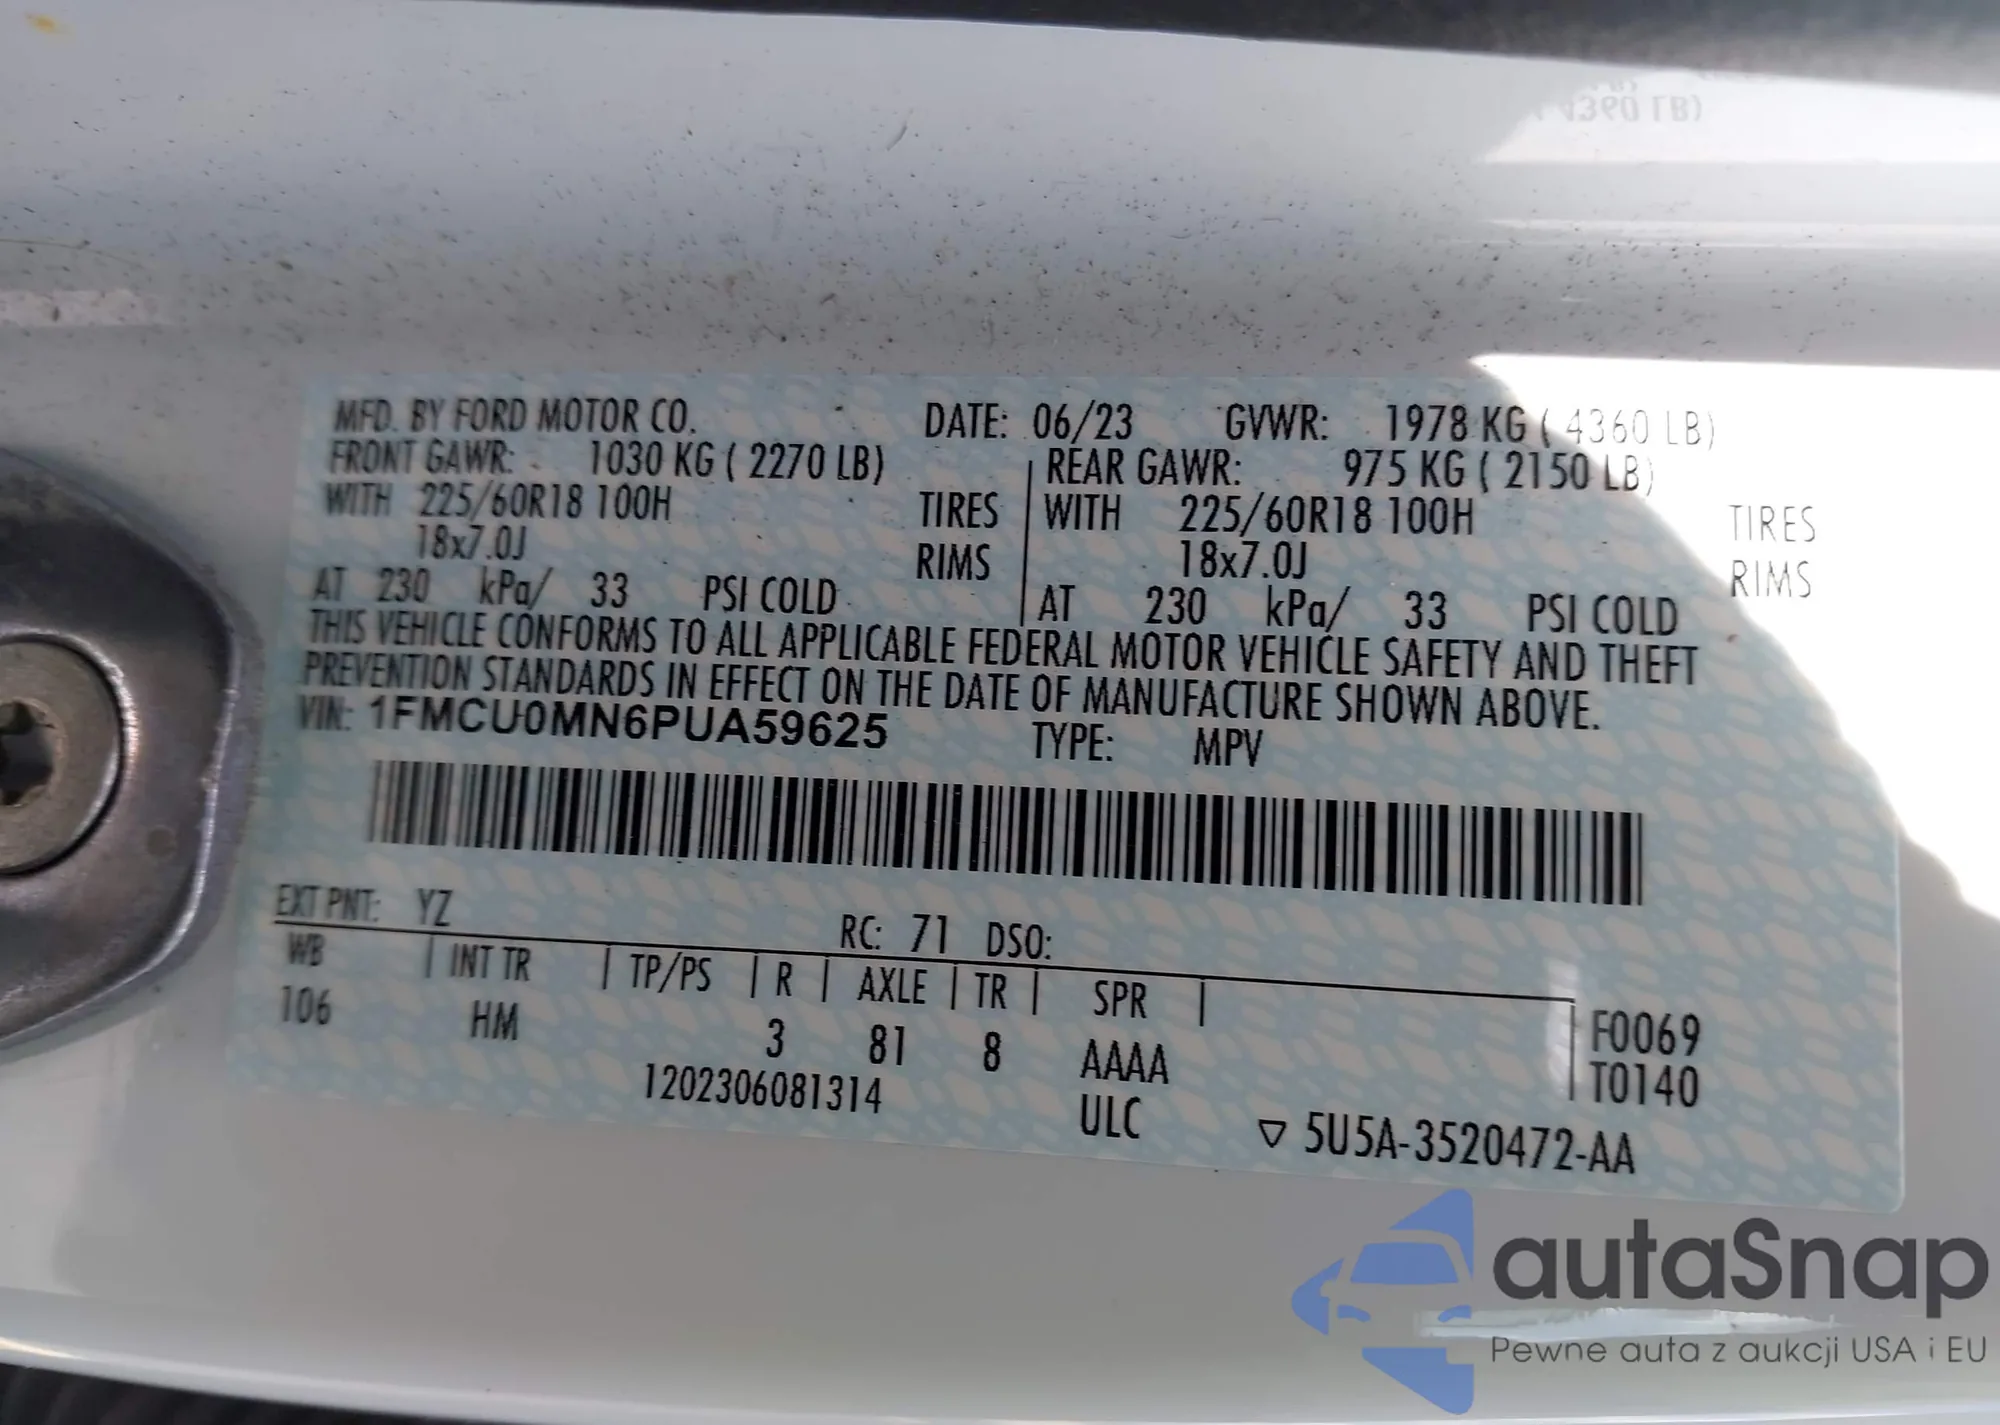 4360 LB)
MFD. BY FORD MOTOR CO. DATE: 06/23 GVWR: 1978 KG ( 4360 LB)
FRONT GAWR: 1030 KG ( 2270 LB) REAR GAWR: 975 KG ( 2150 LB)
WITH 225/60R18 100H TIRES WITH 225/60R18 100H TIRES
18x7.0J RIMS 18x7.0J RIMS
AT 230 kPa/ 33 PSI COLD AT 230 kPa/ 33 PSI COLD
THIS VEHICLE CONFORMS TO ALL APPLICABLE FEDERAL MOTOR VEHICLE SAFETY AND THEFT
PREVENTION STANDARDS IN EFFECT ON THE DATE OF MANUFACTURE SHOWN ABOVE.
VIN: 1FMCU0MN6PUA59625 TYPE: MPV
EXT PNT: YZ RC: 71 DSO:
WB | INT TR | TP/PS | R | AXLE | TR | SPR |
106 HM 3 81 8 AAAA F0069
1202306081314 ULC T0140
▽ 5U5A-3520472-AA
autaSnap
Pewne auta z aukcji USA i EU